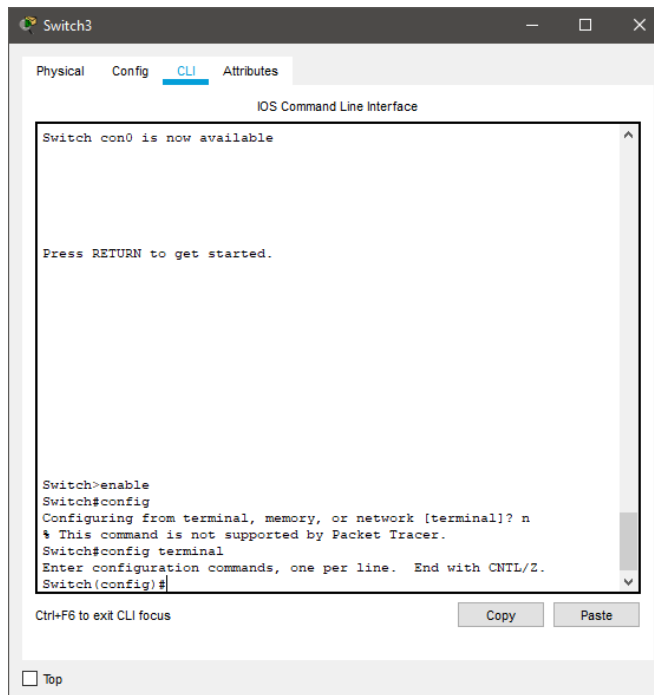 Switch3
Physical Config CLI Attributes
IOS Command Line Interface
Switch con0 is now available
Press RETURN to get started.
Switch>enable
Switch#config
Configuring from terminal, memory, or network [terminal]? n
% This command is not supported by Packet Tracer.
Switch#config terminal
Enter configuration commands, one per line.  End with CNTL/Z.
Switch(config)#
Ctrl+F6 to exit CLI focus Copy Paste
Top